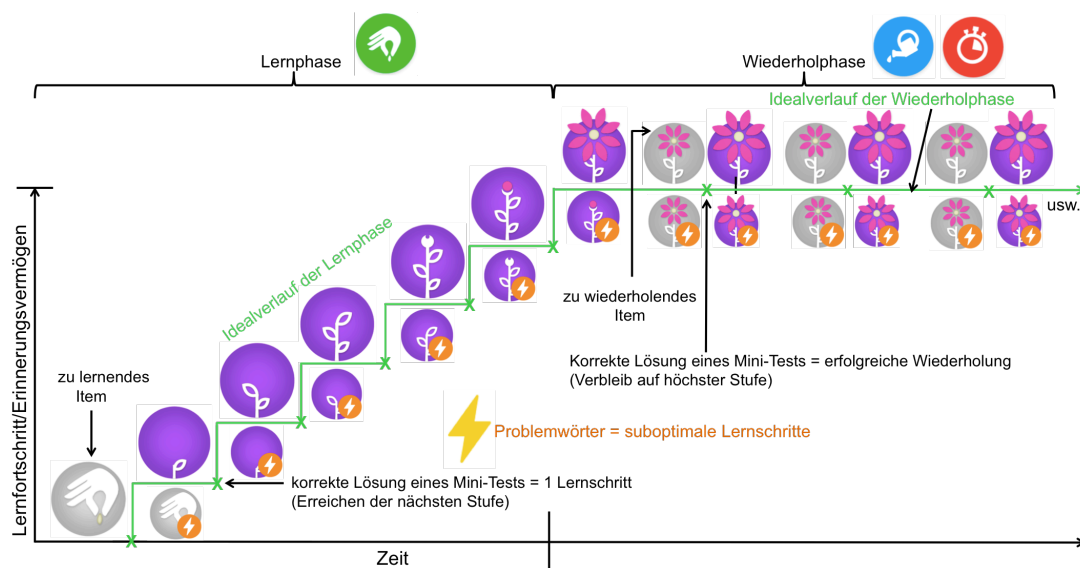 Lernphase
Wiederholphase
Idealverlauf der Wiederholphase
Lernfortschritt/Erinnerungsvermögen
Idealverlauf der Lernphase
usw.
zu wiederholendes
Item
Korrekte Lösung eines Mini-Tests = erfolgreiche Wiederholung
(Verbleib auf höchster Stufe)
zu lernendes
Item
Problemwörter = suboptimale Lernschritte
korrekte Lösung eines Mini-Tests = 1 Lernschritt
(Erreichen der nächsten Stufe)
Zeit